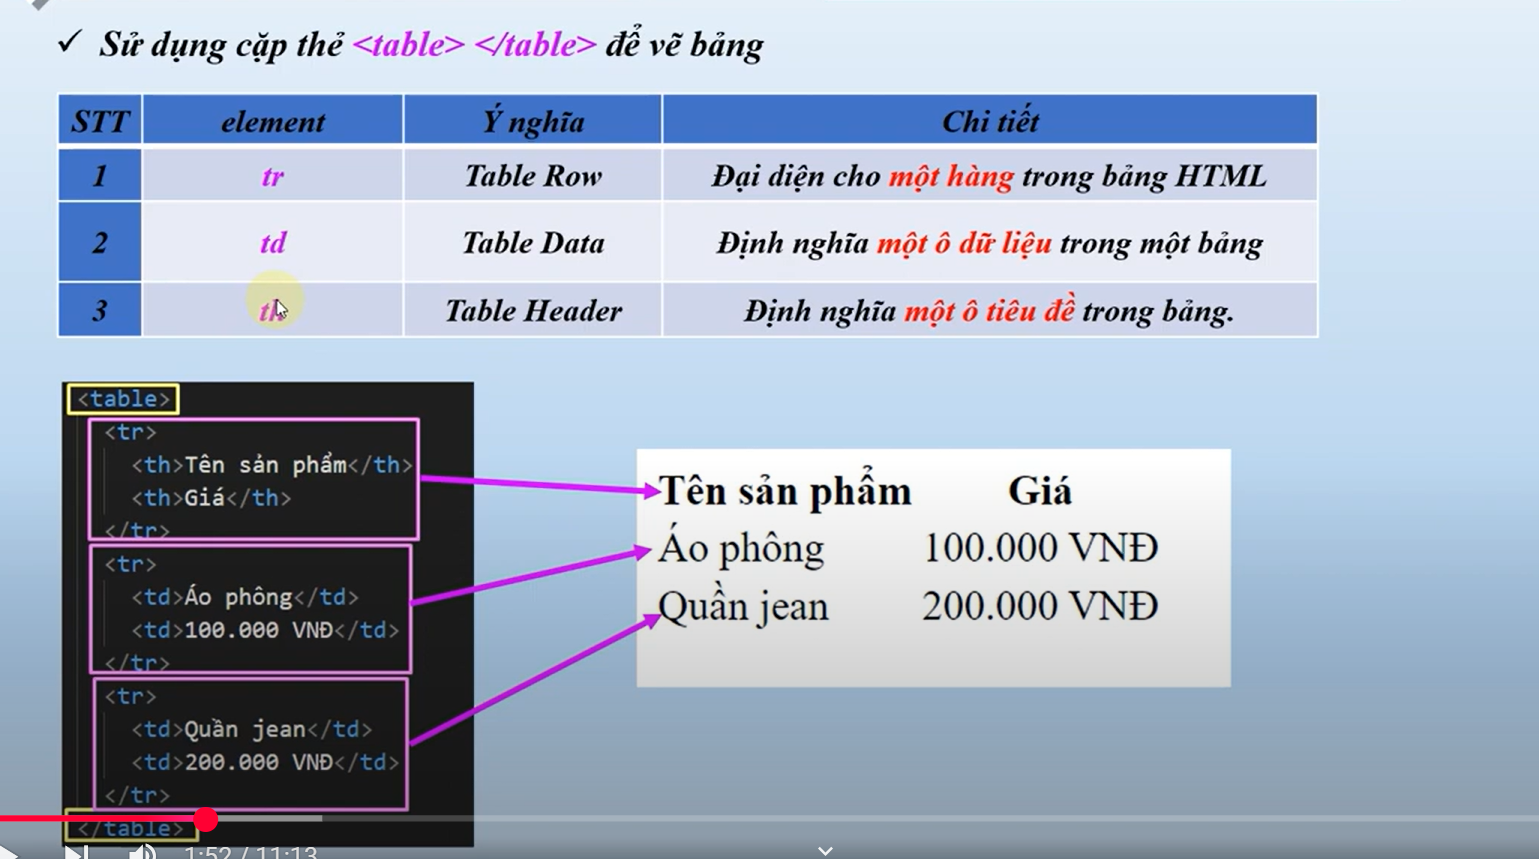 ✓ Sử dụng cặp thẻ <table> </table> để vẽ bảng
STT element Ý nghĩa Chi tiết
1 tr Table Row Đại diện cho một hàng trong bảng HTML
2 td Table Data Định nghĩa một ô dữ liệu trong một bảng
3 th Table Header Định nghĩa một ô tiêu đề trong bảng.
<table>
<tr>
<th>Tên sản phẩm</th>
<th>Giá</th>
</tr>
<tr>
<td>Áo phông</td>
<td>100.000 VNĐ</td>
</tr>
<tr>
<td>Quần jean</td>
<td>200.000 VNĐ</td>
</tr>
</table>
Tên sản phẩm Giá
Áo phông 100.000 VNĐ
Quần jean 200.000 VNĐ
1:52 / 11:13